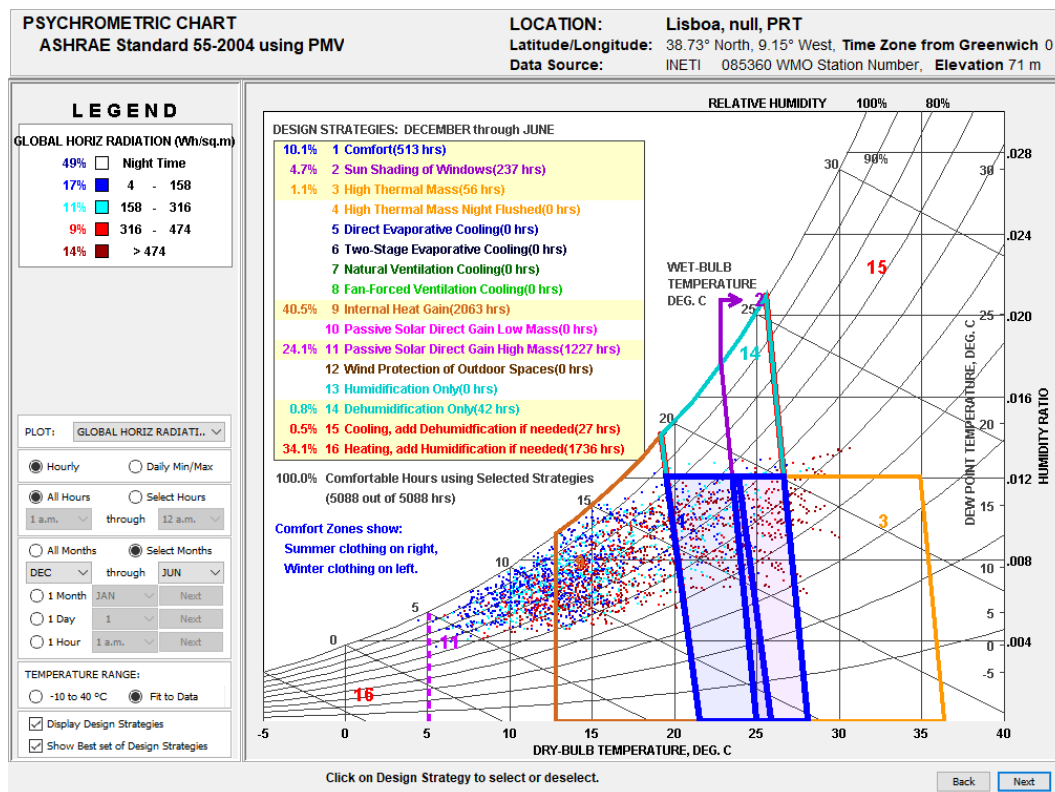 PSYCHROMETRIC CHART
ASHRAE Standard 55-2004 using PMV
LOCATION: Lisboa, null, PRT
Latitude/Longitude: 38.73° North, 9.15° West, Time Zone from Greenwich 0
Data Source: INETI 085360 WMO Station Number, Elevation 71 m
LEGEND
GLOBAL HORIZ RADIATION (Wh/sq.m)
49% Night Time
17% 4 - 158
11% 158 - 316
9% 316 - 474
14% > 474
PLOT: GLOBAL HORIZ RADIATI..
Hourly Daily Min/Max
All Hours Select Hours
1 a.m. through 12 a.m.
All Months Select Months
DEC through JUN
1 Month JAN Next
1 Day 1 Next
1 Hour 1 a.m. Next
TEMPERATURE RANGE:
-10 to 40 °C Fit to Data
Display Design Strategies
Show Best set of Design Strategies
RELATIVE HUMIDITY 100% 80%
90%
DESIGN STRATEGIES: DECEMBER through JUNE
10.1% 1 Comfort(513 hrs)
4.7% 2 Sun Shading of Windows(237 hrs)
1.1% 3 High Thermal Mass(56 hrs)
4 High Thermal Mass Night Flushed(0 hrs)
5 Direct Evaporative Cooling(0 hrs)
6 Two-Stage Evaporative Cooling(0 hrs)
7 Natural Ventilation Cooling(0 hrs)
8 Fan-Forced Ventilation Cooling(0 hrs)
40.5% 9 Internal Heat Gain(2063 hrs)
10 Passive Solar Direct Gain Low Mass(0 hrs)
24.1% 11 Passive Solar Direct Gain High Mass(1227 hrs)
12 Wind Protection of Outdoor Spaces(0 hrs)
13 Humidification Only(0 hrs)
0.8% 14 Dehumidification Only(42 hrs)
0.5% 15 Cooling, add Dehumidfication if needed(27 hrs)
34.1% 16 Heating, add Humidification if needed(1736 hrs)
100.0% Comfortable Hours using Selected Strategies
(5088 out of 5088 hrs)
Comfort Zones show:
Summer clothing on right,
Winter clothing on left.
WET-BULB
TEMPERATURE
DEG. C
0
5
10
15
20
25
30
1
2
3
9
11
14
15
16
DEW POINT TEMPERATURE, DEG. C
30
25
20
15
10
5
0
-5
HUMIDITY RATIO
.028
.024
.020
.016
.012
.008
.004
-5 0 5 10 15 20 25 30 35 40
DRY-BULB TEMPERATURE, DEG. C
Click on Design Strategy to select or deselect.
Back Next